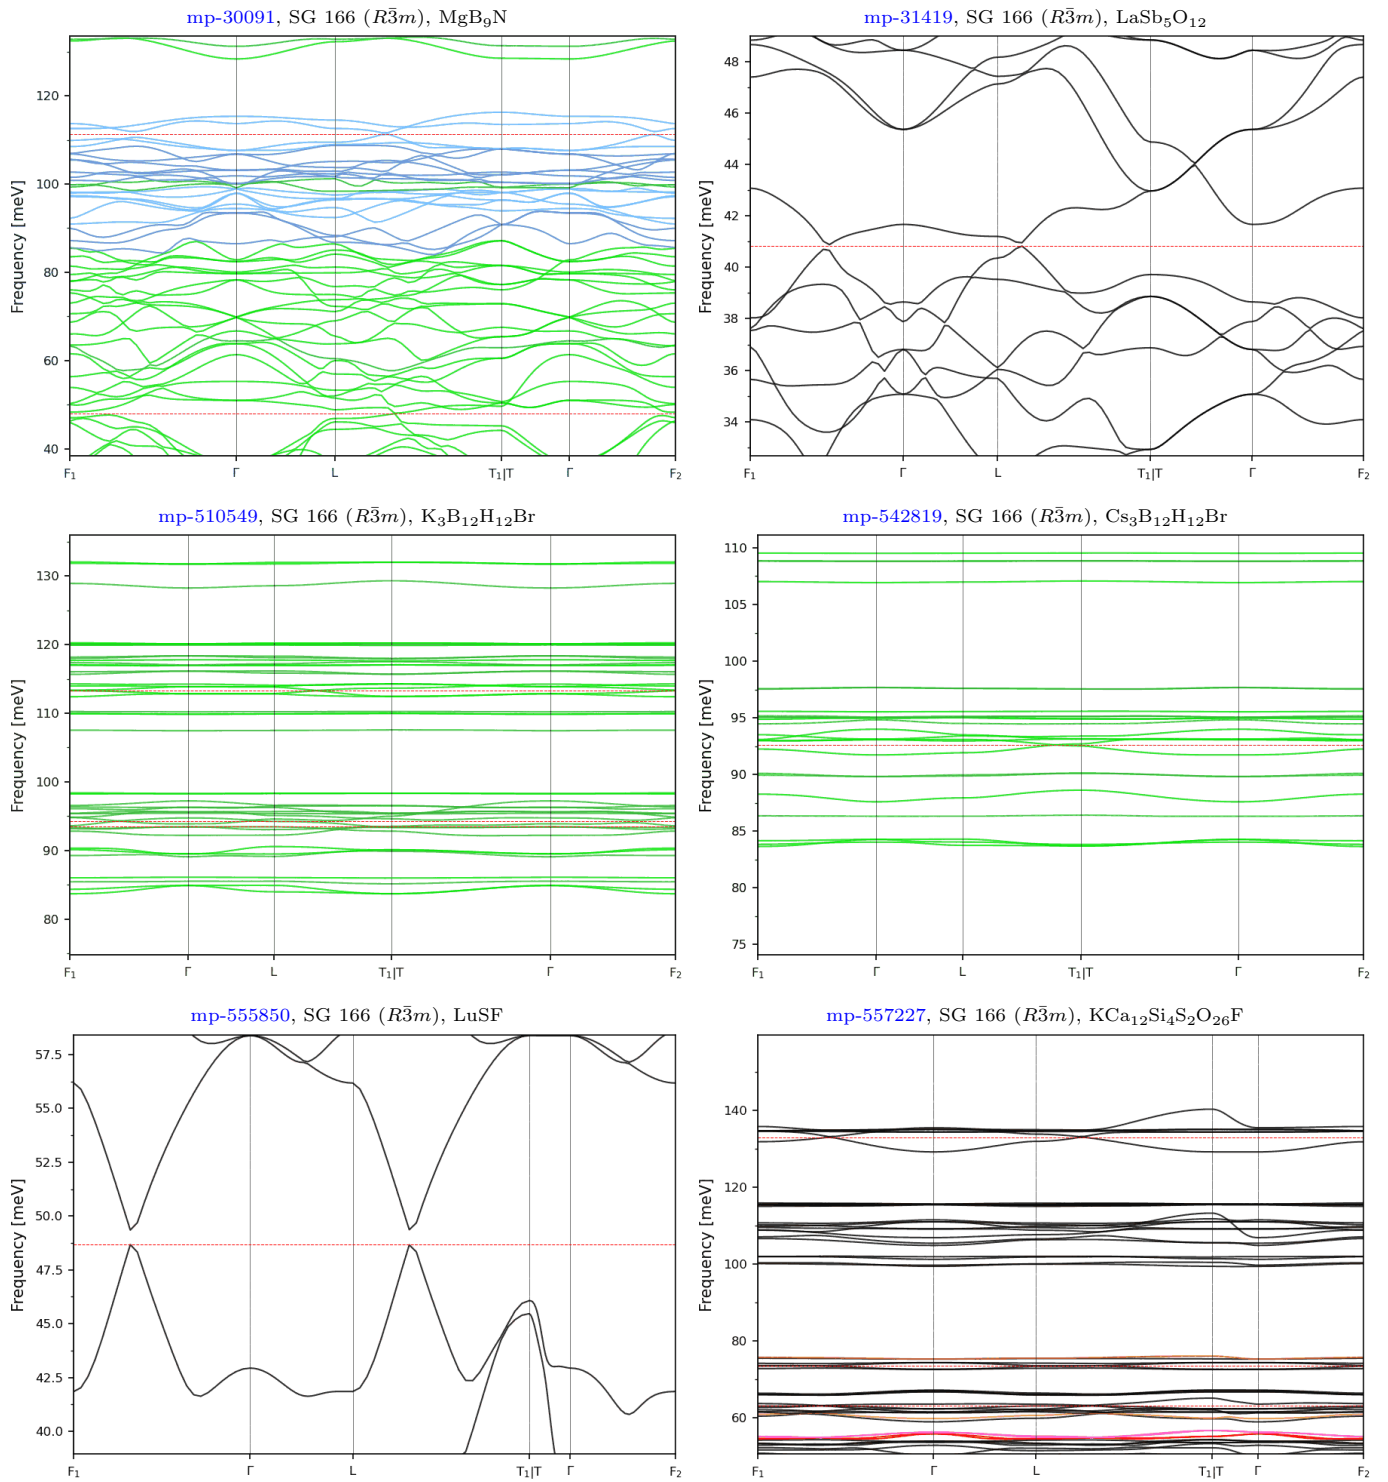 mp-30091, SG 166 (R3̄m), MgB₉N
Frequency [meV]
120
100
80
60
40
F₁ Γ L T₁|T Γ F₂
mp-31419, SG 166 (R3̄m), LaSb₅O₁₂
Frequency [meV]
48
46
44
42
40
38
36
34
F₁ Γ L T₁|T Γ F₂
mp-510549, SG 166 (R3̄m), K₃B₁₂H₁₂Br
Frequency [meV]
130
120
110
100
90
80
F₁ Γ L T₁|T Γ F₂
mp-542819, SG 166 (R3̄m), Cs₃B₁₂H₁₂Br
Frequency [meV]
110
105
100
95
90
85
80
75
F₁ Γ L T₁|T Γ F₂
mp-555850, SG 166 (R3̄m), LuSF
Frequency [meV]
57.5
55.0
52.5
50.0
47.5
45.0
42.5
40.0
F₁ Γ L T₁|T Γ F₂
mp-557227, SG 166 (R3̄m), KCa₁₂Si₄S₂O₂₆F
Frequency [meV]
140
120
100
80
60
F₁ Γ L T₁|T Γ F₂